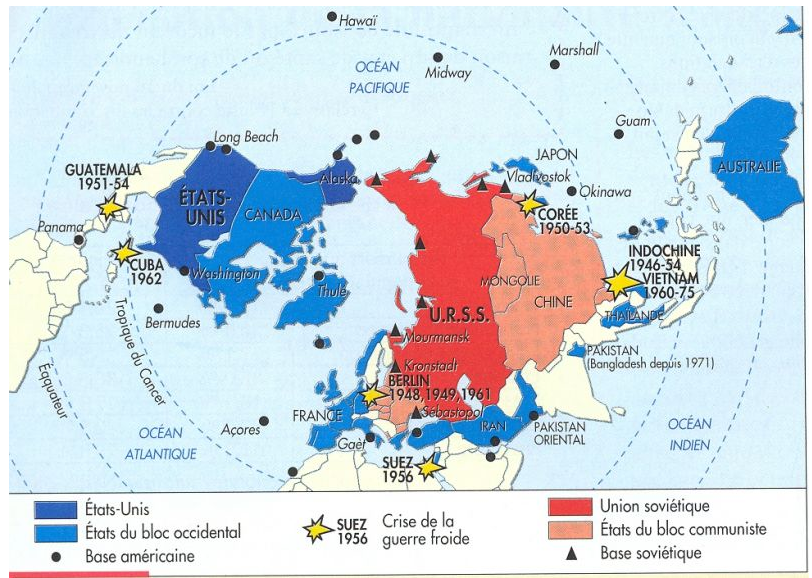 Hawaï
OCÉAN
PACIFIQUE
Midway
Marshall
Guam
Long Beach
Alaska
JAPON
Vladivostok
Okinawa
AUSTRALIE
GUATEMALA
1951-54
ÉTATS-
UNIS
CANADA
CORÉE
1950-53
Panama
CUBA
1962
Washington
Thulé
INDOCHINE
1946-54
VIETNAM
1960-75
MONGOLIE
CHINE
U.R.S.S.
THAÏLANDE
Bermudes
Tropique du Cancer
Équateur
Mourmansk
PAKISTAN
(Bangladesh depuis 1971)
Kronstadt
BERLIN
1948, 1949, 1961
FRANCE
Sébastopol
Açores
Gaèt
IRAN
PAKISTAN
ORIENTAL
OCÉAN
ATLANTIQUE
OCÉAN
INDIEN
SUEZ
1956
États-Unis
États du bloc occidental
Base américaine
SUEZ
1956
Crise de la
guerre froide
Union soviétique
États du bloc communiste
Base soviétique